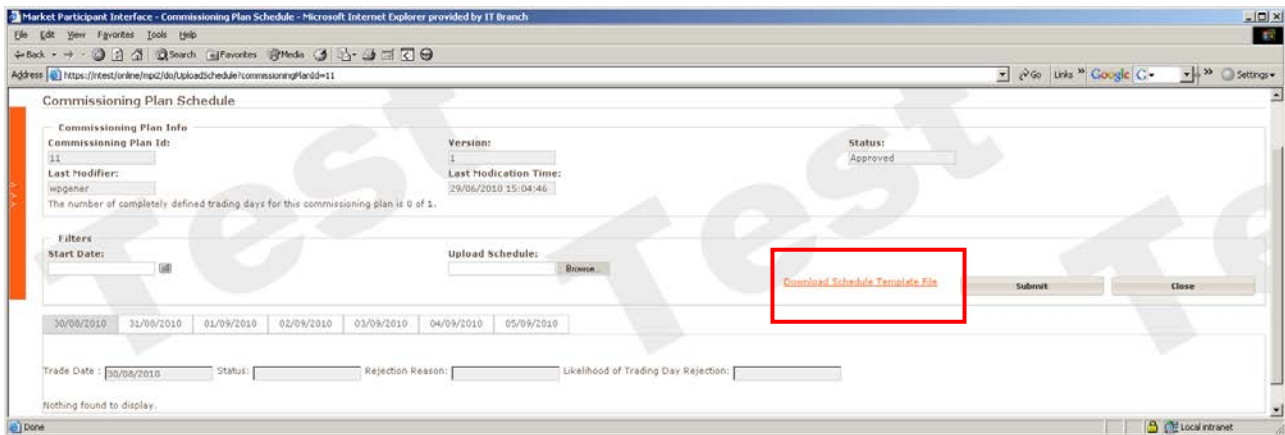 Market Participant Interface - Commissioning Plan Schedule - Microsoft Internet Explorer provided by IT Branch
File Edit View Favorites Tools Help
Back Search Favorites Media
Address https://ntest/online/mpi2/do/UploadSchedule?commissioningPlanId=11 Go Links » Google G » Settings
Commissioning Plan Schedule
Commissioning Plan Info
Commissioning Plan Id: Version: Status:
11 1 Approved
Last Modifier: Last Modication Time:
wpgener 29/06/2010 15:04:46
The number of completely defined trading days for this commissioning plan is 0 of 1.
Filters
Start Date: Upload Schedule:
Browse...
Download Schedule Template File Submit Close
30/08/2010 31/08/2010 01/09/2010 02/09/2010 03/09/2010 04/09/2010 05/09/2010
Trade Date : 30/08/2010 Status: Rejection Reason: Likelihood of Trading Day Rejection:
Nothing found to display.
Done Local intranet
Test Test Te